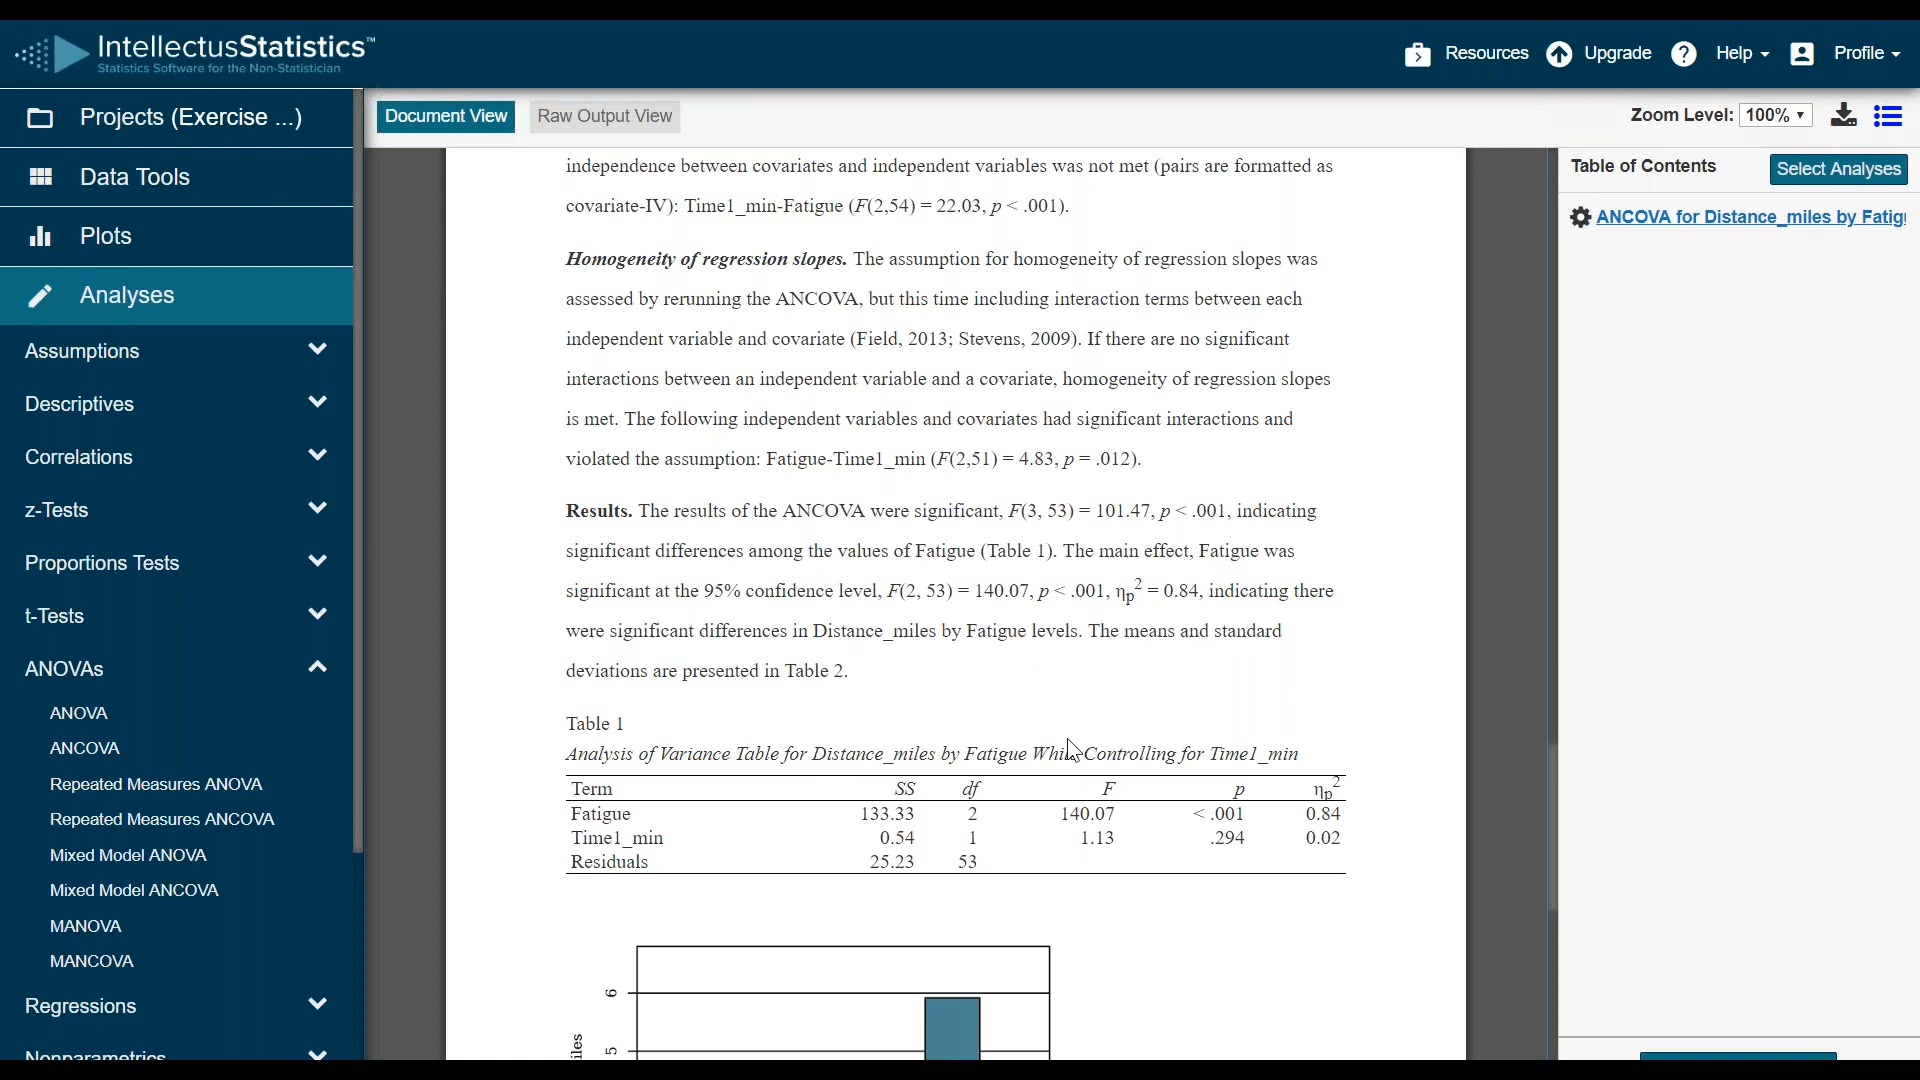 IntellectusStatistics™
Statistics Software for the Non-Statistician
Resources
Upgrade
Help
Profile
Projects (Exercise ...)
Data Tools
Plots
Analyses
Assumptions
Descriptives
Correlations
z-Tests
Proportions Tests
t-Tests
ANOVAs
ANOVA
ANCOVA
Repeated Measures ANOVA
Repeated Measures ANCOVA
Mixed Model ANOVA
Mixed Model ANCOVA
MANOVA
MANCOVA
Regressions
Nonparametrics
Document View
Raw Output View
Zoom Level: 100%
independence between covariates and independent variables was not met (pairs are formatted as
covariate-IV): Time1_min-Fatigue (F(2,54) = 22.03, p < .001).
Homogeneity of regression slopes. The assumption for homogeneity of regression slopes was
assessed by rerunning the ANCOVA, but this time including interaction terms between each
independent variable and covariate (Field, 2013; Stevens, 2009). If there are no significant
interactions between an independent variable and a covariate, homogeneity of regression slopes
is met. The following independent variables and covariates had significant interactions and
violated the assumption: Fatigue-Time1_min (F(2,51) = 4.83, p = .012).
Results. The results of the ANCOVA were significant, F(3, 53) = 101.47, p < .001, indicating
significant differences among the values of Fatigue (Table 1). The main effect, Fatigue was
significant at the 95% confidence level, F(2, 53) = 140.07, p < .001, ηp² = 0.84, indicating there
were significant differences in Distance_miles by Fatigue levels. The means and standard
deviations are presented in Table 2.
Table 1
Analysis of Variance Table for Distance_miles by Fatigue While Controlling for Time1_min
Term SS df F p ηp²
Fatigue 133.33 2 140.07 < .001 0.84
Time1_min 0.54 1 1.13 .294 0.02
Residuals 25.23 53
6
5
iles
Table of Contents
Select Analyses
ANCOVA for Distance_miles by Fatig